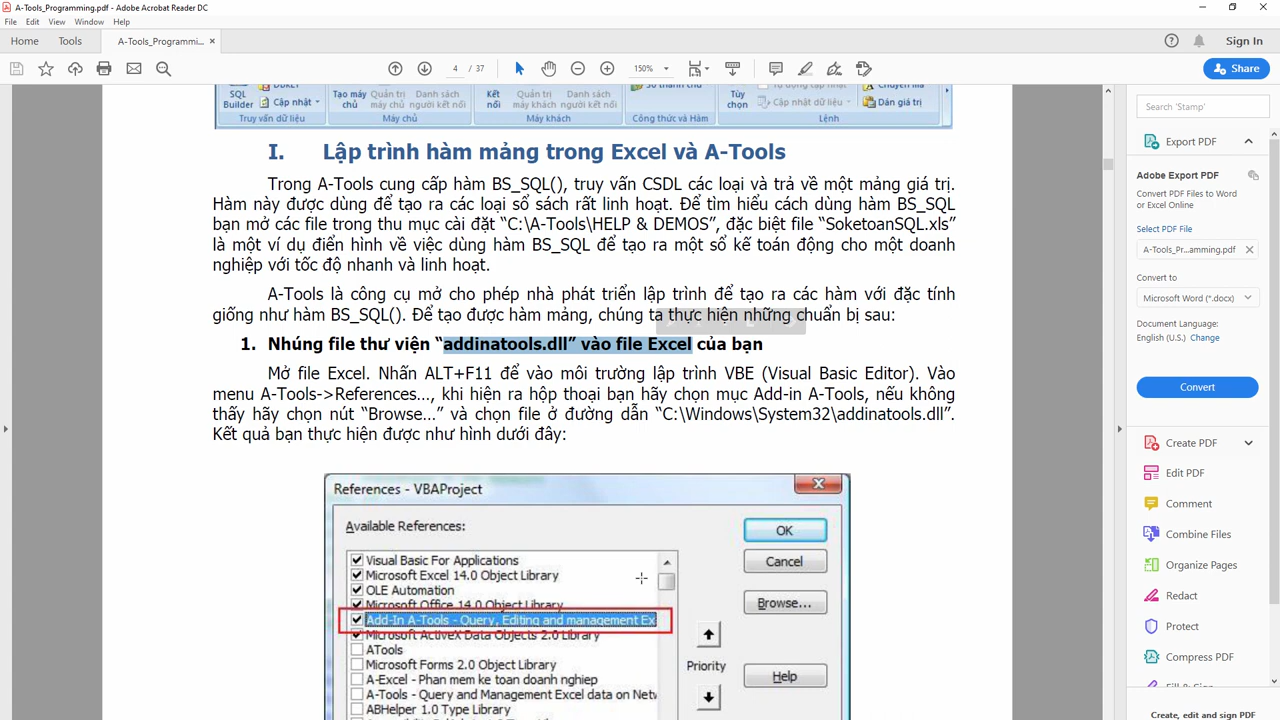 A-Tools_Programming.pdf - Adobe Acrobat Reader DC
File Edit View Window Help
Home Tools A-Tools_Programmi... × Sign In
4 / 37 150% Share
SQL Builder Cập nhật Tạo máy chủ Quản trị máy chủ Danh sách người kết nối Kết nối Quản trị máy khách Danh sách người kết nối Tùy chọn Cập nhật dữ liệu Dán giá trị
Truy vấn dữ liệu Máy chủ Máy khách Công thức và Hàm Lệnh
I. Lập trình hàm mảng trong Excel và A-Tools
Trong A-Tools cung cấp hàm BS_SQL(), truy vấn CSDL các loại và trả về một mảng giá trị.
Hàm này được dùng để tạo ra các loại sổ sách rất linh hoạt. Để tìm hiểu cách dùng hàm BS_SQL
bạn mở các file trong thu mục cài đặt “C:\A-Tools\HELP & DEMOS”, đặc biệt file “SoketoanSQL.xls”
là một ví dụ điển hình về việc dùng hàm BS_SQL để tạo ra một sổ kế toán động cho một doanh
nghiệp với tốc độ nhanh và linh hoạt.
A-Tools là công cụ mở cho phép nhà phát triển lập trình để tạo ra các hàm với đặc tính
giống như hàm BS_SQL(). Để tạo được hàm mảng, chúng ta thực hiện những chuẩn bị sau:
1. Nhúng file thư viện “addinatools.dll” vào file Excel của bạn
Mở file Excel. Nhấn ALT+F11 để vào môi trường lập trình VBE (Visual Basic Editor). Vào
menu A-Tools->References…, khi hiện ra hộp thoại bạn hãy chọn mục Add-in A-Tools, nếu không
thấy hãy chọn nút “Browse…” và chọn file ở đường dẫn “C:\Windows\System32\addinatools.dll”.
Kết quả bạn thực hiện được như hình dưới đây:
References - VBAProject
Available References:
OK
Visual Basic For Applications
Microsoft Excel 14.0 Object Library
Cancel
OLE Automation
Microsoft Office 14.0 Object Library
Browse...
Add-In A-Tools - Query, Editing and management Ex
Microsoft ActiveX Data Objects 2.0 Library
ATools
Microsoft Forms 2.0 Object Library
Priority
A-Excel - Phan mem ke toan doanh nghiep
Help
A-Tools - Query and Management Excel data on Netw
ABHelper 1.0 Type Library
Search 'Stamp'
Export PDF
Adobe Export PDF
Convert PDF Files to Word
or Excel Online
Select PDF File
A-Tools_Pr...amming.pdf ×
Convert to
Microsoft Word (*.docx)
Document Language:
English (U.S.) Change
Convert
Create PDF
Edit PDF
Comment
Combine Files
Organize Pages
Redact
Protect
Compress PDF
Fill & Sign
Create, edit and sign PDF